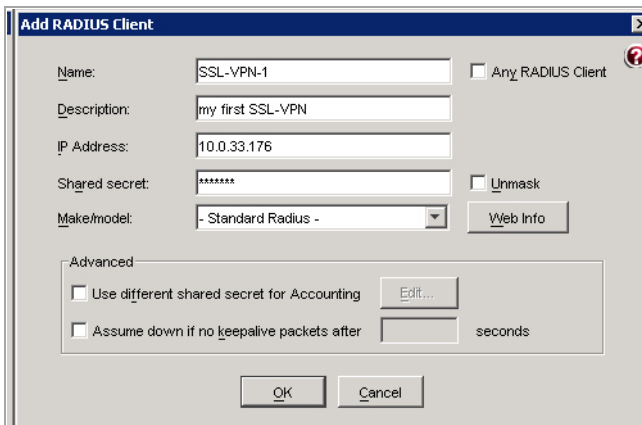 Add RADIUS Client
Name: SSL-VPN-1 Any RADIUS Client
Description: my first SSL-VPN
IP Address: 10.0.33.176
Shared secret: ******* Unmask
Make/model: - Standard Radius - Web Info
Advanced
Use different shared secret for Accounting Edit...
Assume down if no keepalive packets after seconds
OK Cancel